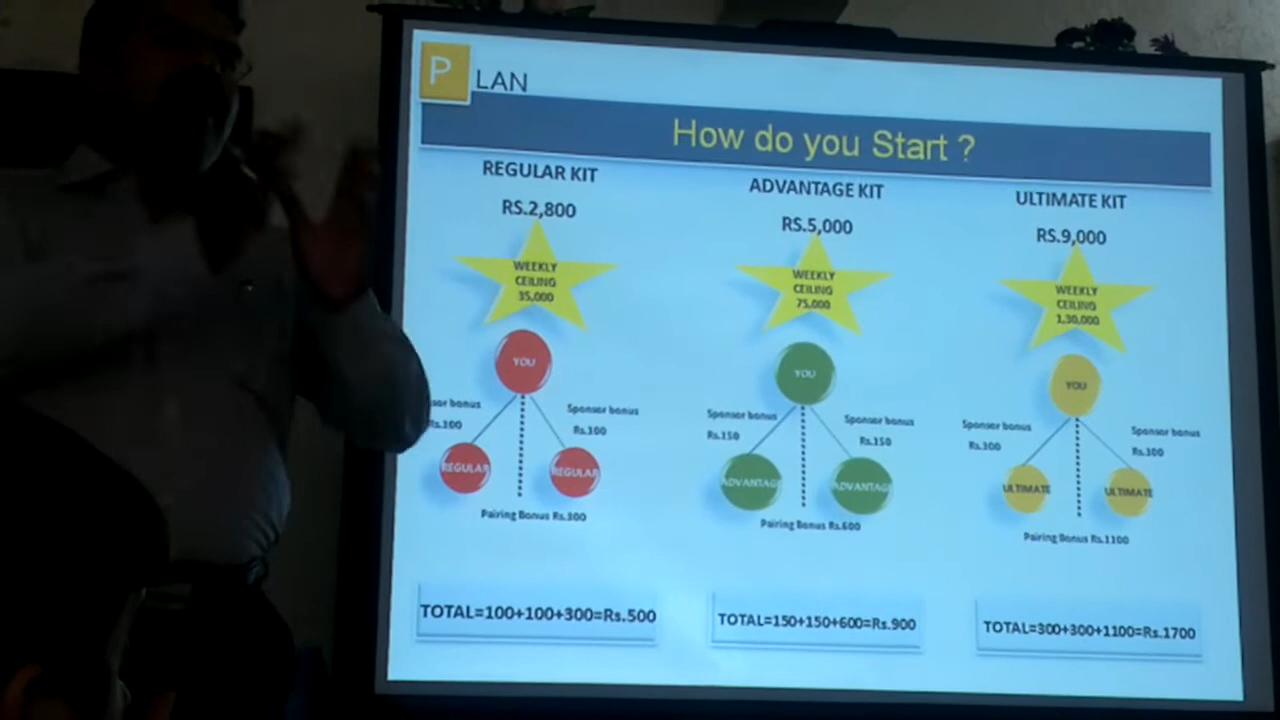 P LAN
How do you Start ?
REGULAR KIT
RS.2,800
WEEKLY
CEILING
35,000
YOU
sor bonus
Rs.100
Sponsor bonus
Rs.100
REGULAR
REGULAR
Pairing Bonus Rs.300
TOTAL=100+100+300=Rs.500
ADVANTAGE KIT
RS.5,000
WEEKLY
CEILING
75,000
YOU
Sponsor bonus
Rs.150
Sponsor bonus
Rs.150
ADVANTAGE
ADVANTAGE
Pairing Bonus Rs.600
TOTAL=150+150+600=Rs.900
ULTIMATE KIT
RS.9,000
WEEKLY
CEILING
1,30,000
YOU
Sponsor bonus
Rs.300
Sponsor bonus
Rs.300
ULTIMATE
ULTIMATE
Pairing Bonus Rs.1100
TOTAL=300+300+1100=Rs.1700